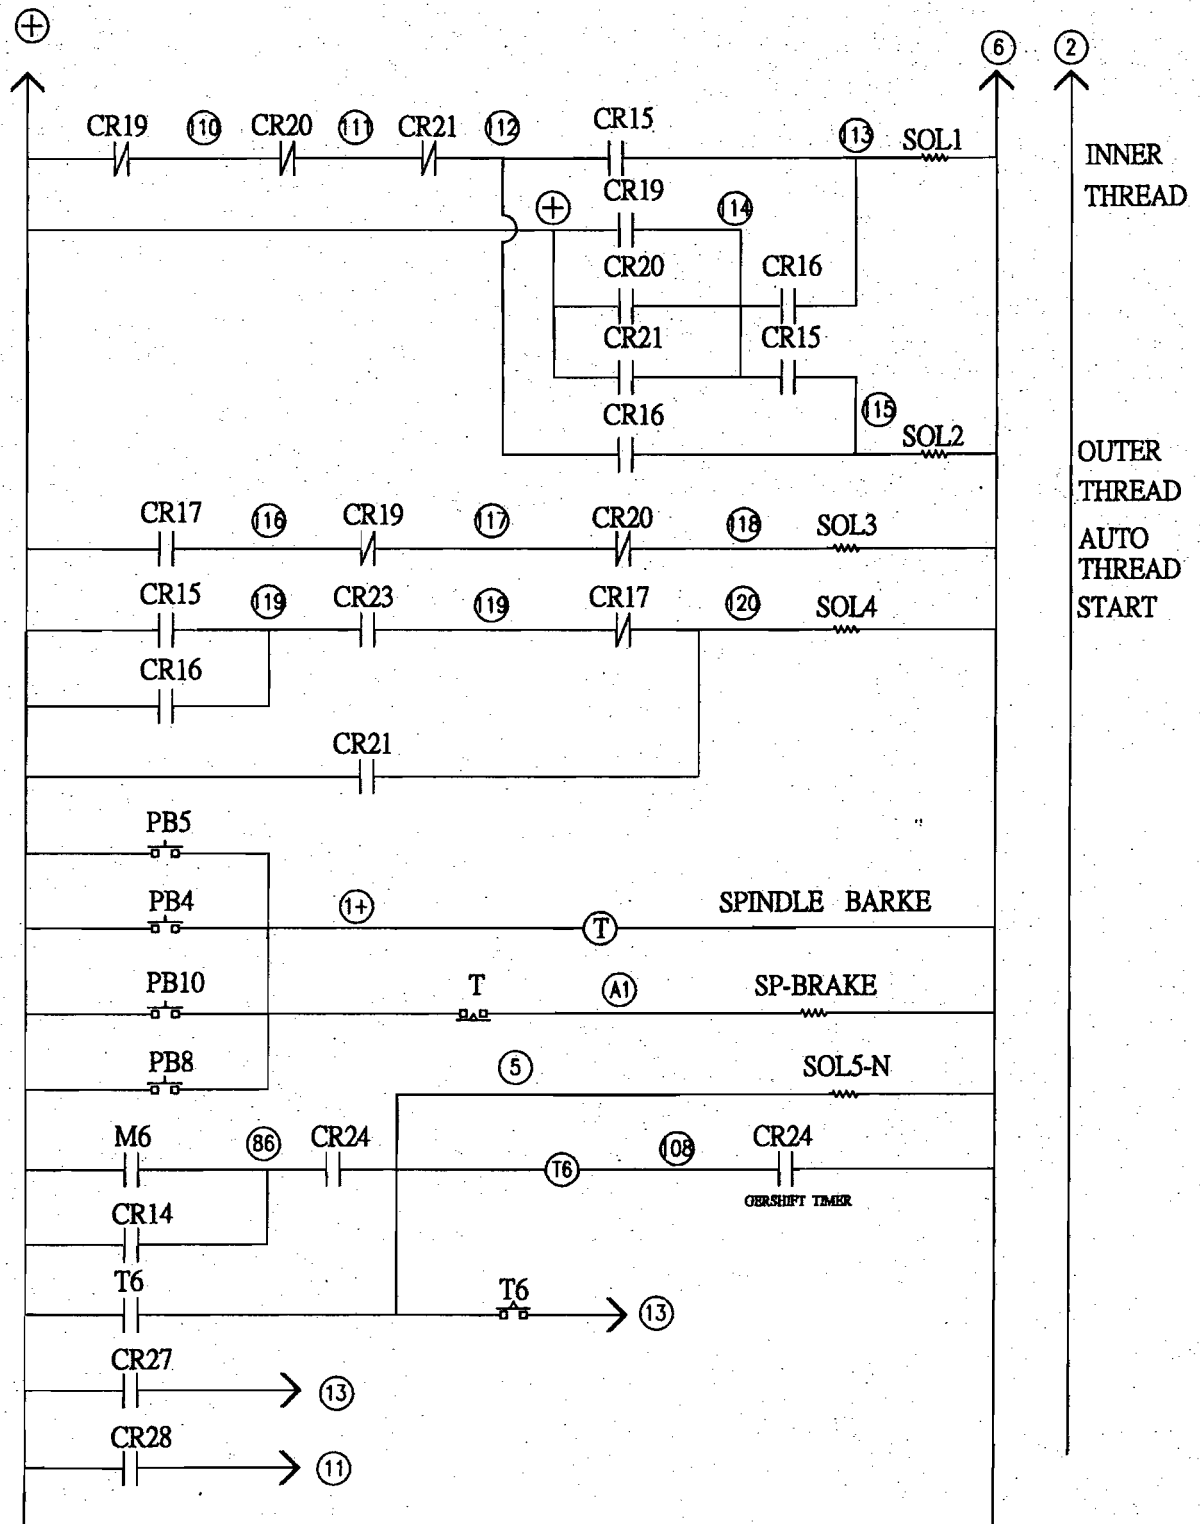 +
6 2
CR19 110 CR20 111 CR21 112 CR15 113 SOL1
INNER
THREAD
+ CR19 114
CR20 CR16
CR21 CR15
CR16 115 SOL2
OUTER
THREAD
CR17 116 CR19 117 CR20 118 SOL3
AUTO
THREAD
START
CR15 119 CR23 119 CR17 120 SOL4
CR16
CR21
PB5
PB4 1+ T SPINDLE BARKE
PB10 T A1 SP-BRAKE
PB8 5 SOL5-N
M6 86 CR24 T6 108 CR24
GERSHIFT TIMER
CR14
T6 T6 13
CR27 13
CR28 11